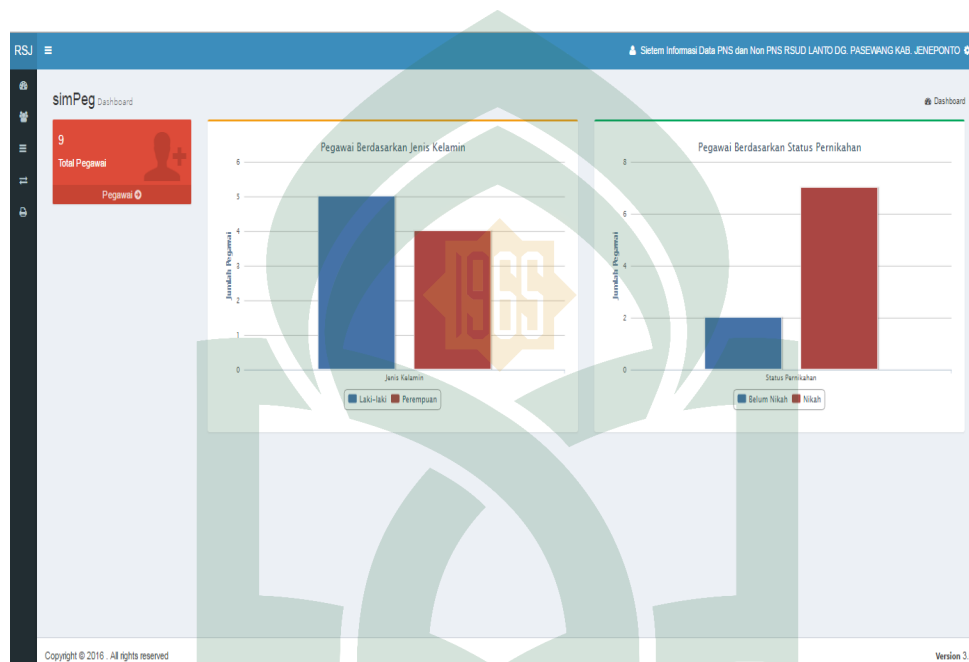 RSJ
Sistem Informasi Data PNS dan Non PNS RSUD LANTO DG. PASEWANG KAB. JENEPONTO
simPeg Dashboard
Dashboard
9
Total Pegawai
Pegawai
Pegawai Berdasarkan Jenis Kelamin
6
5
4
3
2
1
0
Jumlah Pegawai
Jenis Kalamin
Laki-laki Perempuan
Pegawai Berdasarkan Status Pernikahan
8
6
4
2
0
Jumlah Pegawai
Status Pernikahan
Belum Nikah Nikah
1965
Copyright © 2016 . All rights reserved
Version 3.